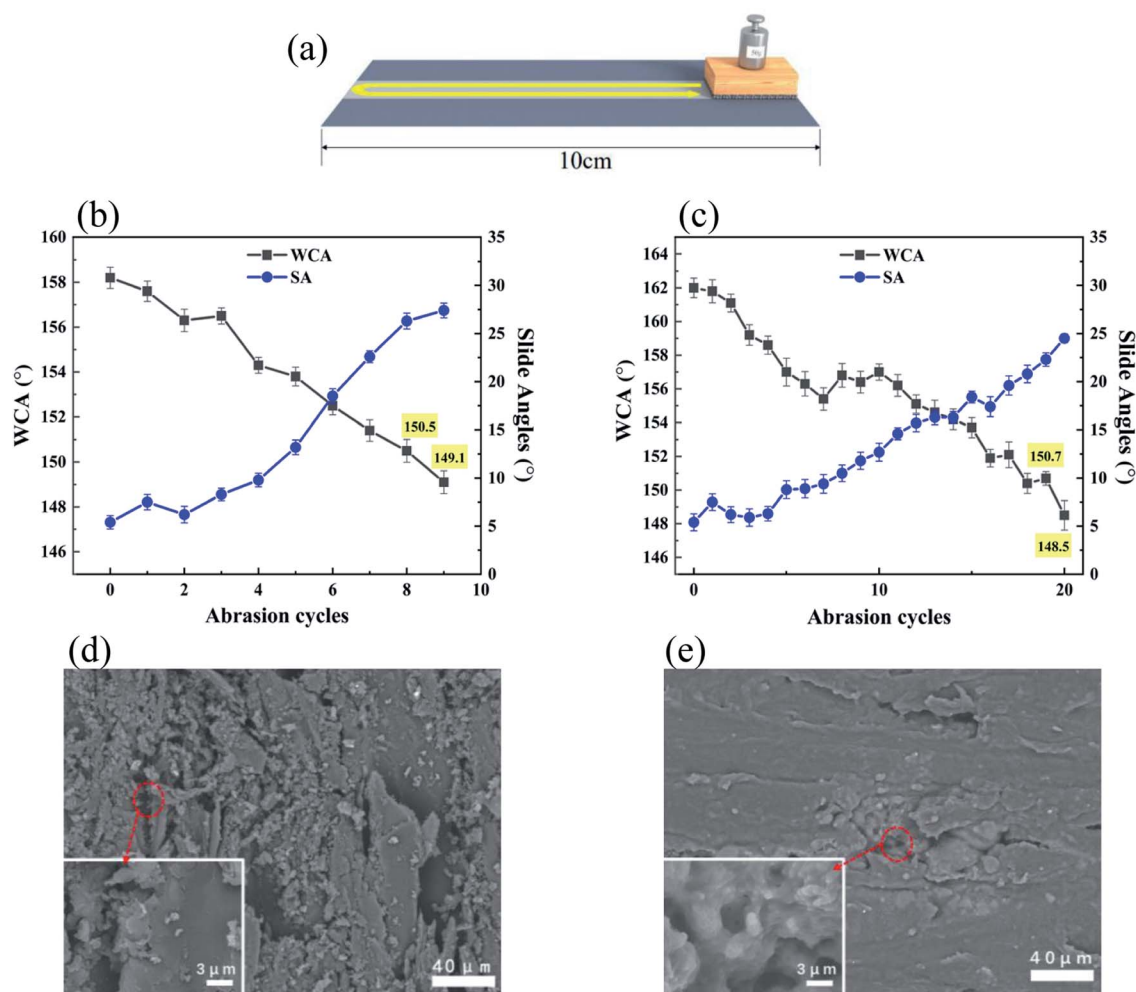 (a)
10cm
(b)
WCA (°)
160
158
156
154
152
150
148
146
WCA
SA
150.5
149.1
35
30
25
20
15
10
5
0
Slide Angles (°)
0 2 4 6 8 10
Abrasion cycles
(c)
WCA (°)
164
162
160
158
156
154
152
150
148
146
WCA
SA
150.7
148.5
35
30
25
20
15
10
5
0
Slide Angles (°)
0 10 20
Abrasion cycles
(d)
3 μm
40 μm
(e)
3 μm
40 μm